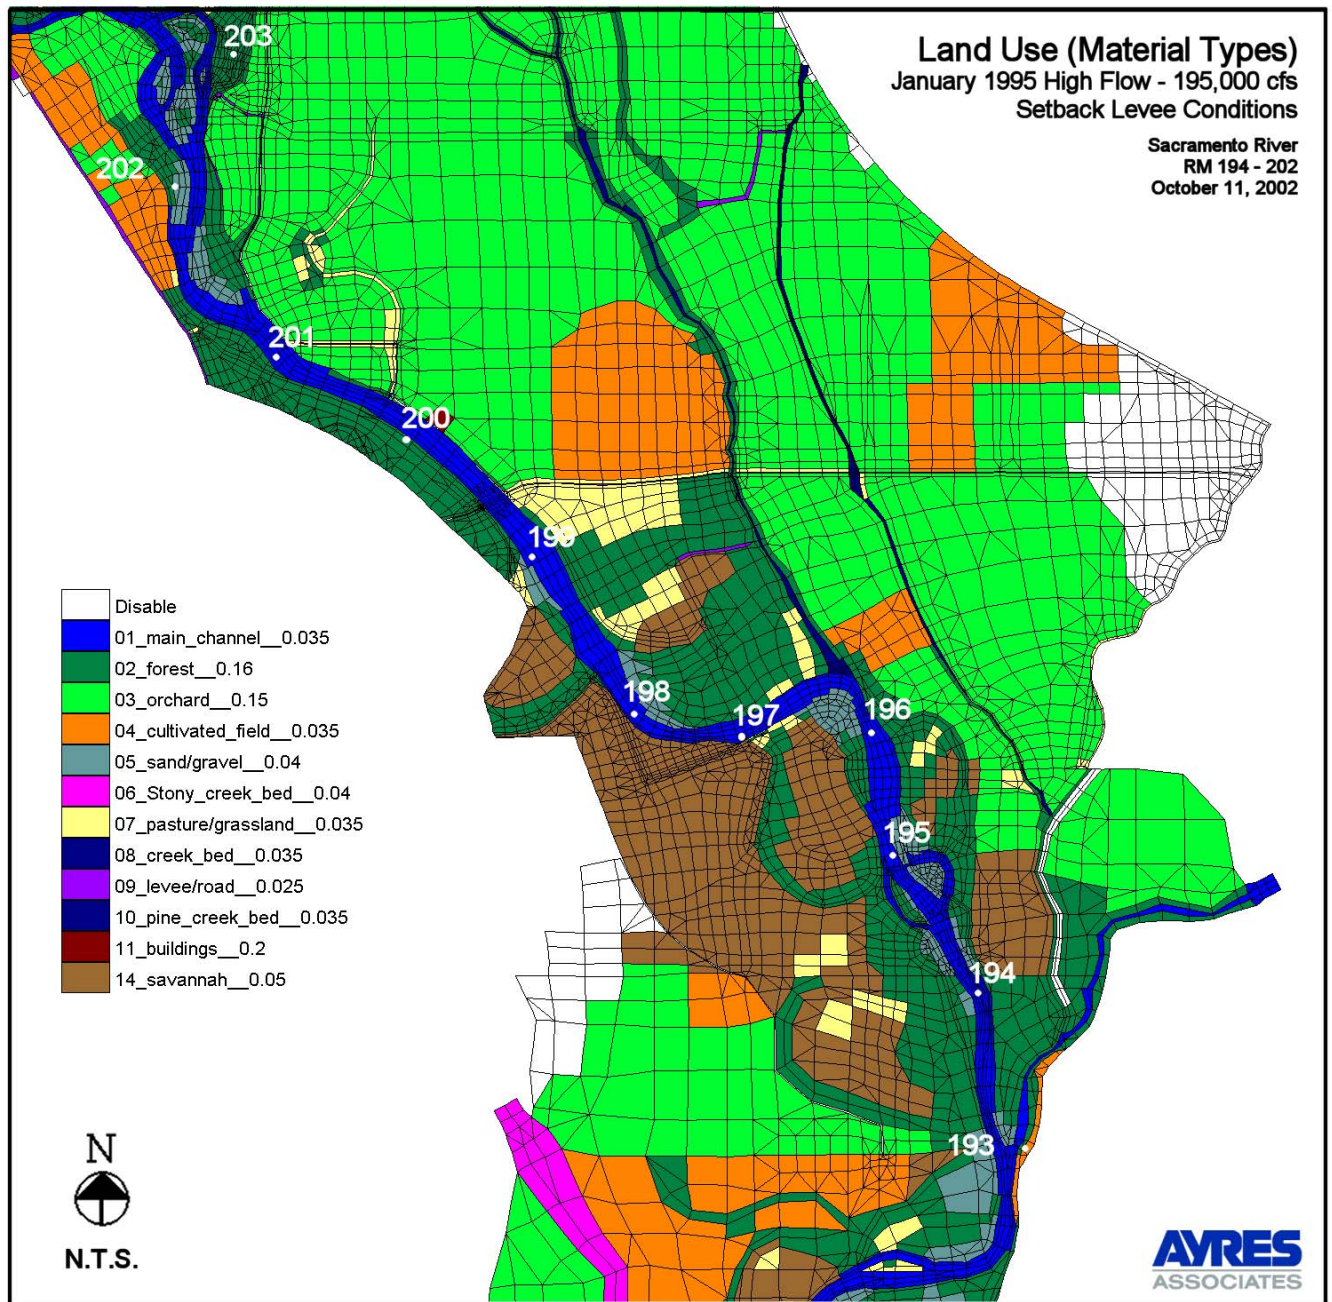 Land Use (Material Types)
January 1995 High Flow - 195,000 cfs
Setback Levee Conditions
Sacramento River
RM 194 - 202
October 11, 2002
203
202
201
200
199
198
197
196
195
194
193
Disable
01_main_channel__0.035
02_forest__0.16
03_orchard__0.15
04_cultivated_field__0.035
05_sand/gravel__0.04
06_Stony_creek_bed__0.04
07_pasture/grassland__0.035
08_creek_bed__0.035
09_levee/road__0.025
10_pine_creek_bed__0.035
11_buildings__0.2
14_savannah__0.05
N
N.T.S.
AYRES
ASSOCIATES